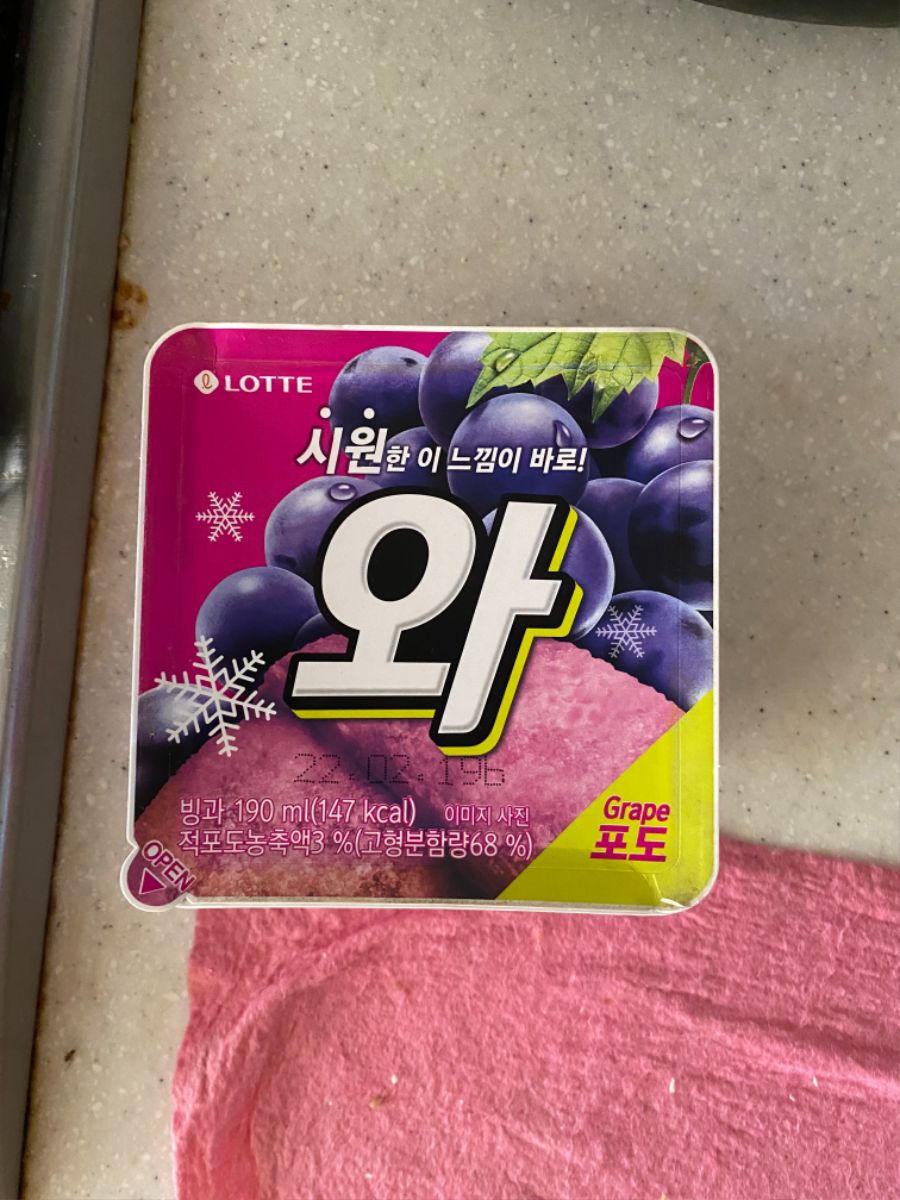 LOTTE
시원한 이 느낌이 바로!
와
22.02.19b
빙과 190 ml(147 kcal) 이미지 사진
적포도농축액3 %(고형분함량68 %)
Grape
포도
OPEN